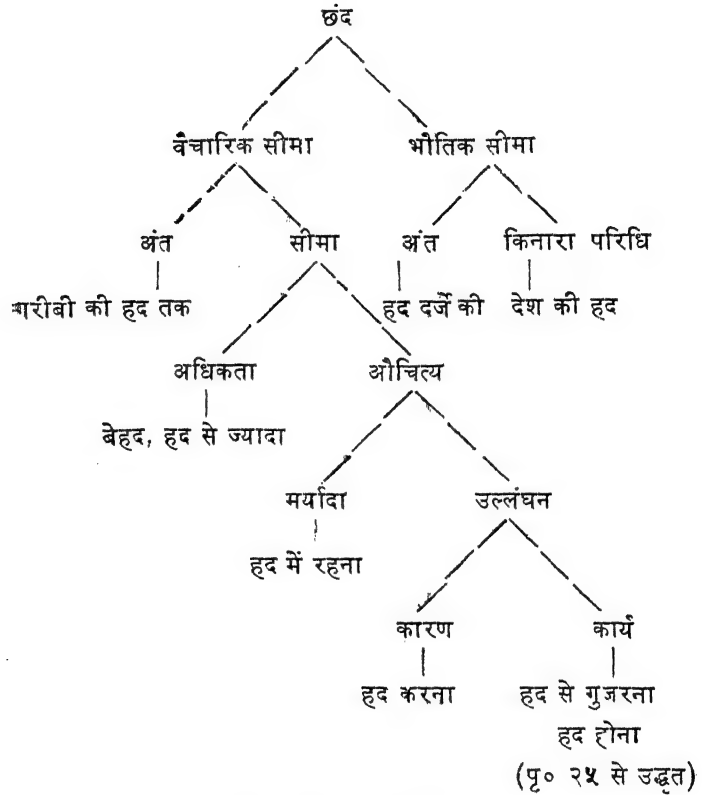 छंद
वैचारिक सीमा भौतिक सीमा
अंत सीमा अंत किनारा परिधि
गरीबी की हद तक हद दर्जे की देश की हद
अधिकता औचित्य
बेहद, हद से ज्यादा
मर्यादा उल्लंघन
हद में रहना
कारण कार्य
हद करना हद से गुजरना
हद होना
(पृ० २५ से उद्धृत)